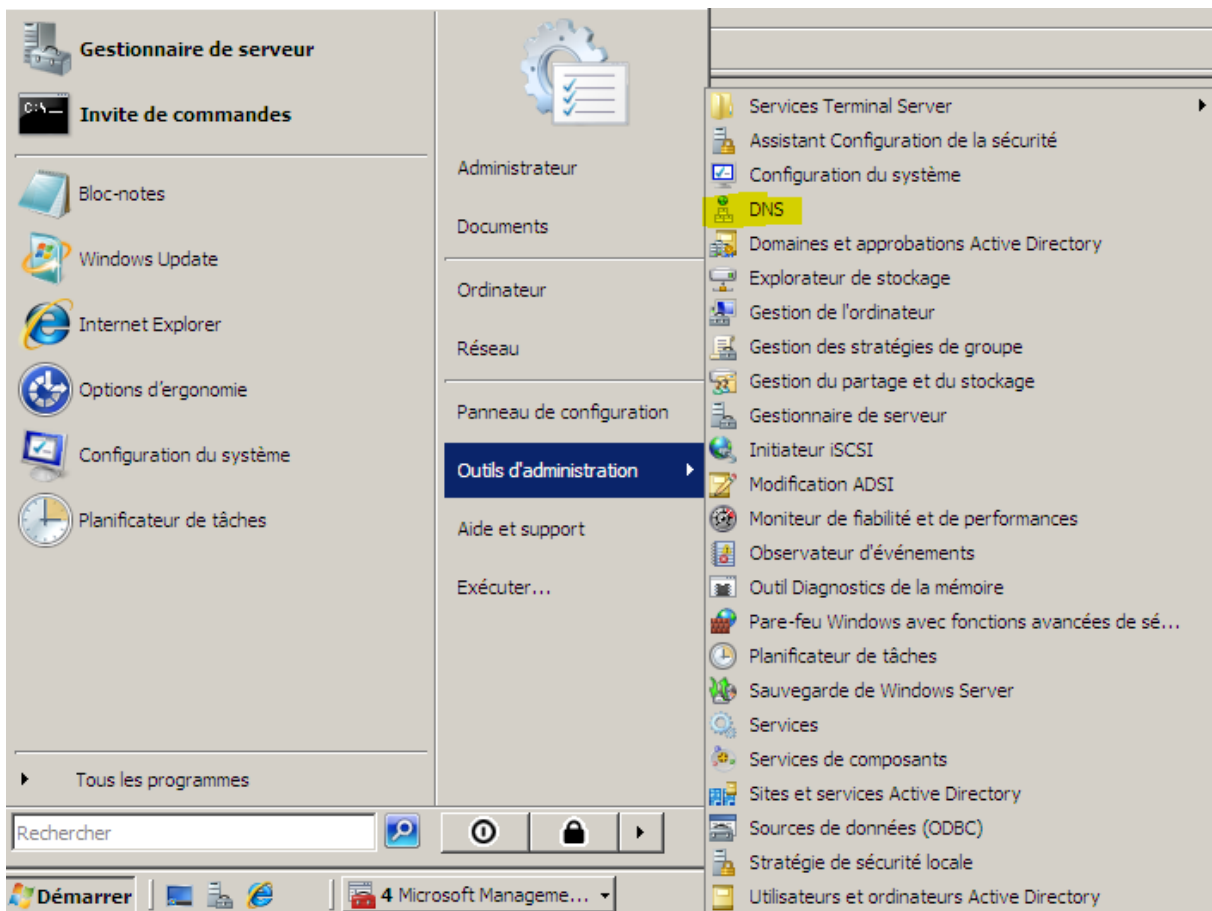 Gestionnaire de serveur
Invite de commandes
Bloc-notes
Windows Update
Internet Explorer
Options d'ergonomie
Configuration du système
Planificateur de tâches
Tous les programmes
Rechercher
Administrateur
Documents
Ordinateur
Réseau
Panneau de configuration
Outils d'administration
Aide et support
Exécuter...
Services Terminal Server
Assistant Configuration de la sécurité
Configuration du système
DNS
Domaines et approbations Active Directory
Explorateur de stockage
Gestion de l'ordinateur
Gestion des stratégies de groupe
Gestion du partage et du stockage
Gestionnaire de serveur
Initiateur iSCSI
Modification ADSI
Moniteur de fiabilité et de performances
Observateur d'événements
Outil Diagnostics de la mémoire
Pare-feu Windows avec fonctions avancées de sé...
Planificateur de tâches
Sauvegarde de Windows Server
Services
Services de composants
Sites et services Active Directory
Sources de données (ODBC)
Stratégie de sécurité locale
Utilisateurs et ordinateurs Active Directory
Démarrer
4 Microsoft Manageme...